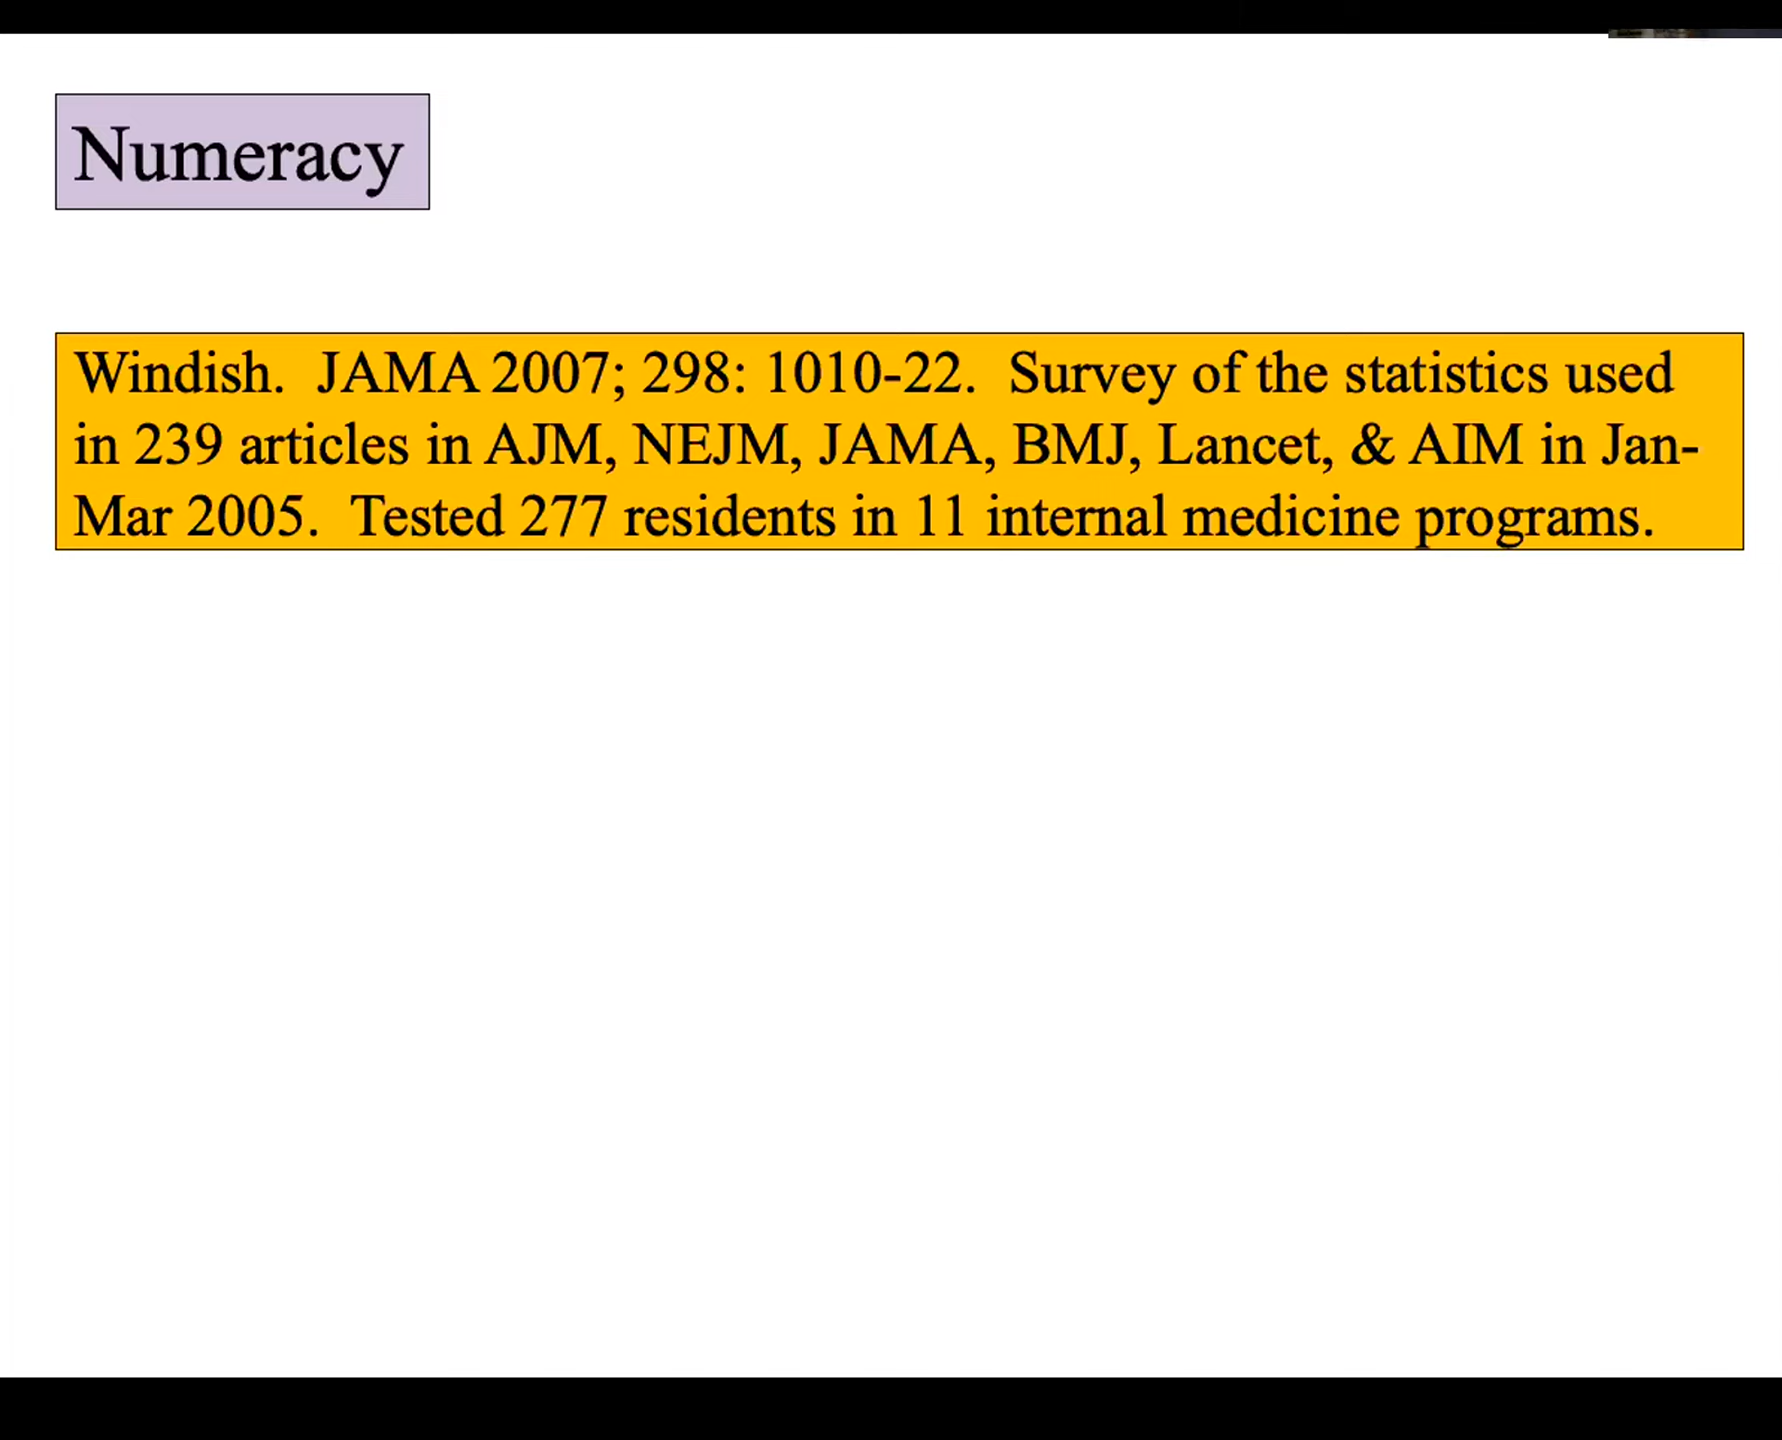 Numeracy
Windish.  JAMA 2007; 298: 1010-22.  Survey of the statistics used
in 239 articles in AJM, NEJM, JAMA, BMJ, Lancet, & AIM in Jan-
Mar 2005.  Tested 277 residents in 11 internal medicine programs.